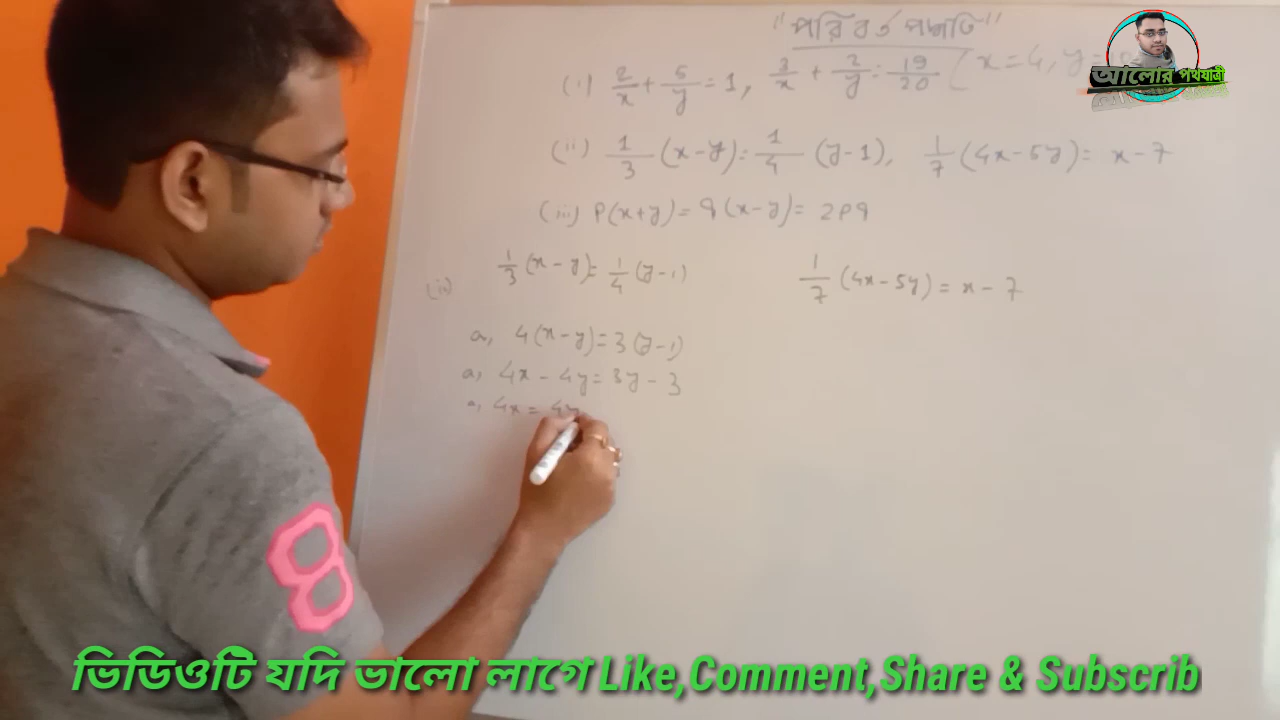 "পরিবর্ত পদ্ধতি"
(i) 2/x + 5/y = 1, 3/x + 2/y = 19/20 (x=4, y=
আলোর পথযাত্রী
(ii) 1/3 (x-y) = 1/4 (y-1), 1/7 (4x-5y) = x-7
(iii) P(x+y) = q(x-y) = 2pq
(ii) 1/3 (x-y) = 1/4 (y-1) 1/7 (4x-5y) = x-7
a, 4(x-y) = 3(y-1)
a, 4x - 4y = 3y - 3
a, 4x = 4y
8
ভিডিওটি যদি ভালো লাগে Like,Comment,Share & Subscrib